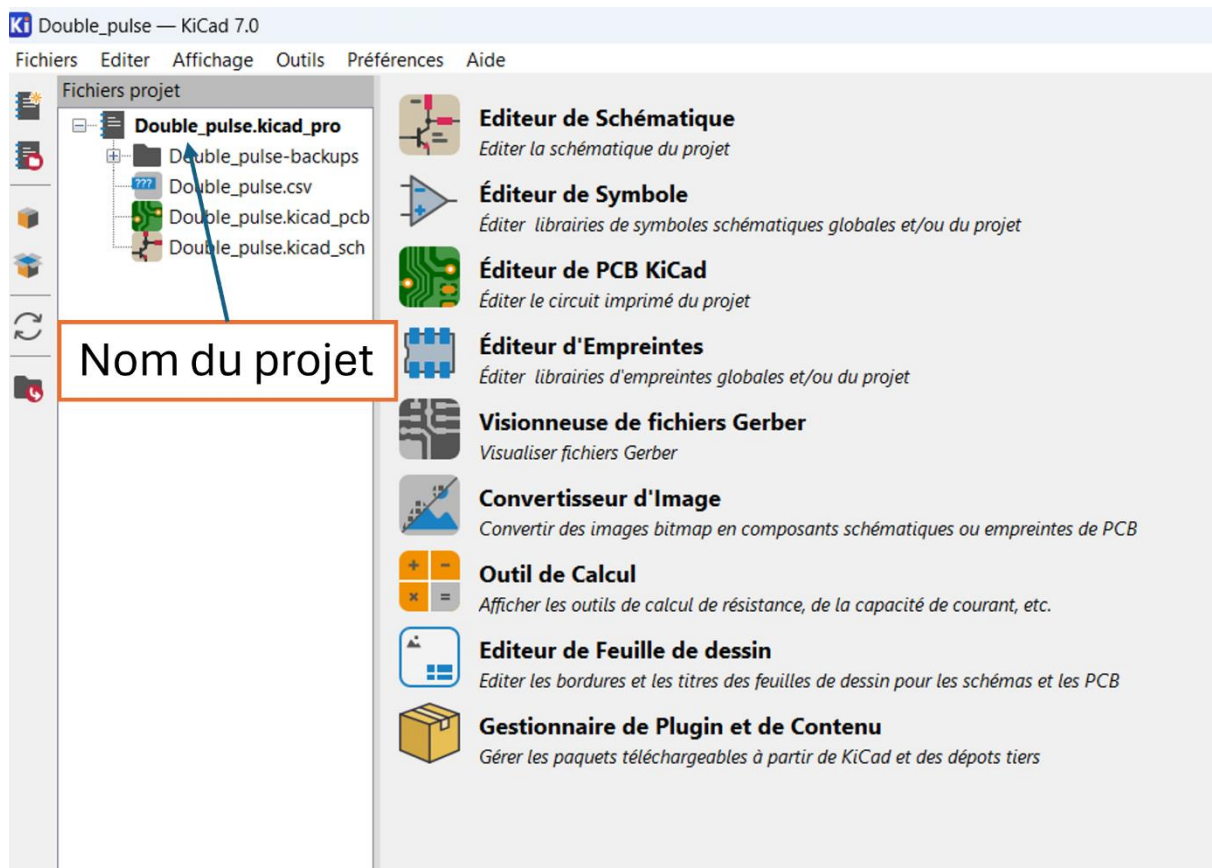 Ki Double_pulse — KiCad 7.0
Fichiers Editer Affichage Outils Préférences Aide
Fichiers projet
Double_pulse.kicad_pro
Double_pulse-backups
??? Double_pulse.csv
Double_pulse.kicad_pcb
Double_pulse.kicad_sch
Nom du projet
Editeur de Schématique
Editer la schématique du projet
Éditeur de Symbole
Éditer librairies de symboles schématiques globales et/ou du projet
Éditeur de PCB KiCad
Éditer le circuit imprimé du projet
Éditeur d'Empreintes
Éditer librairies d'empreintes globales et/ou du projet
Visionneuse de fichiers Gerber
Visualiser fichiers Gerber
Convertisseur d'Image
Convertir des images bitmap en composants schématiques ou empreintes de PCB
Outil de Calcul
Afficher les outils de calcul de résistance, de la capacité de courant, etc.
Editeur de Feuille de dessin
Editer les bordures et les titres des feuilles de dessin pour les schémas et les PCB
Gestionnaire de Plugin et de Contenu
Gérer les paquets téléchargeables à partir de KiCad et des dépots tiers